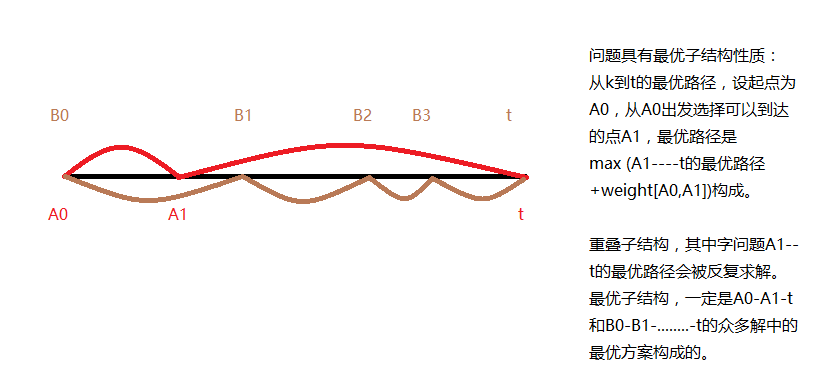 B0 B1 B2 B3 t
A0 A1 t
问题具有最优子结构性质：
从k到t的最优路径，设起点为
A0，从A0出发选择可以到达
的点A1，最优路径是
max (A1----t的最优路径
+weight[A0,A1])构成。
重叠子结构，其中字问题A1--
t的最优路径会被反复求解。
最优子结构，一定是A0-A1-t
和B0-B1-........-t的众多解中的
最优方案构成的。